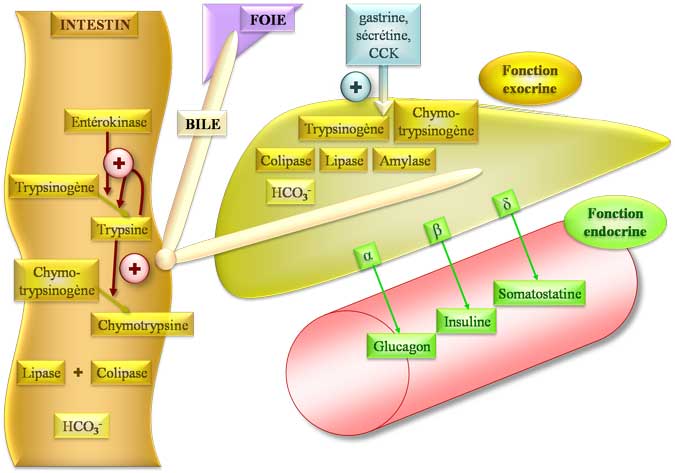 INTESTIN
FOIE
gastrine,
sécrétine,
CCK
+
Fonction
exocrine
Entérokinase
BILE
Trypsinogène
Chymo-
trypsinogène
+
Colipase
Lipase
Amylase
Trypsinogène
HCO₃⁻
Trypsine
δ
Fonction
endocrine
β
α
+
Chymo-
trypsinogène
Somatostatine
Chymotrypsine
Insuline
Glucagon
Lipase + Colipase
HCO₃⁻